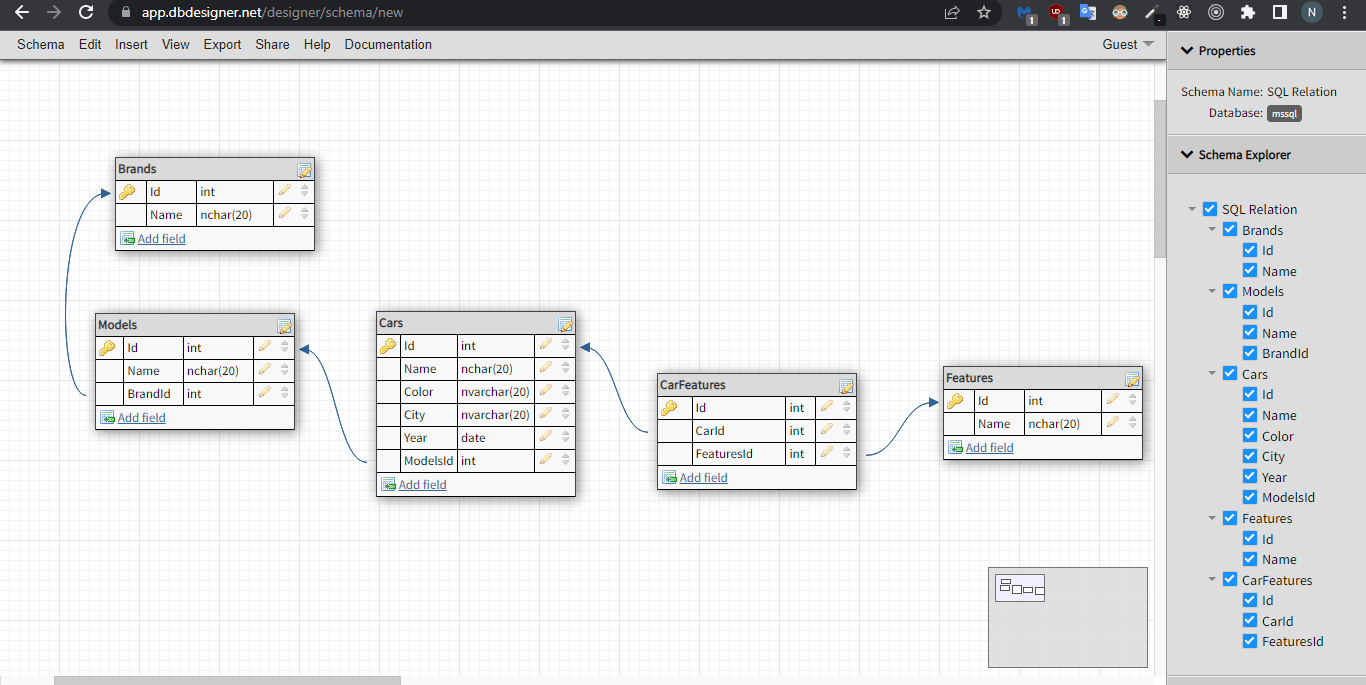 app.dbdesigner.net/designer/schema/new
1
UD
1
N
Schema Edit Insert View Export Share Help Documentation
Guest
Properties
Schema Name: SQL Relation
Database: mssql
Schema Explorer
SQL Relation
Brands
Id
Name
Models
Id
Name
BrandId
Cars
Id
Name
Color
City
Year
ModelsId
Features
Id
Name
CarFeatures
Id
CarId
FeaturesId
Brands
Id int
Name nchar(20)
Add field
Models
Id int
Name nchar(20)
BrandId int
Add field
Cars
Id int
Name nchar(20)
Color nvarchar(20)
City nvarchar(20)
Year date
ModelsId int
Add field
CarFeatures
Id int
CarId int
FeaturesId int
Add field
Features
Id int
Name nchar(20)
Add field